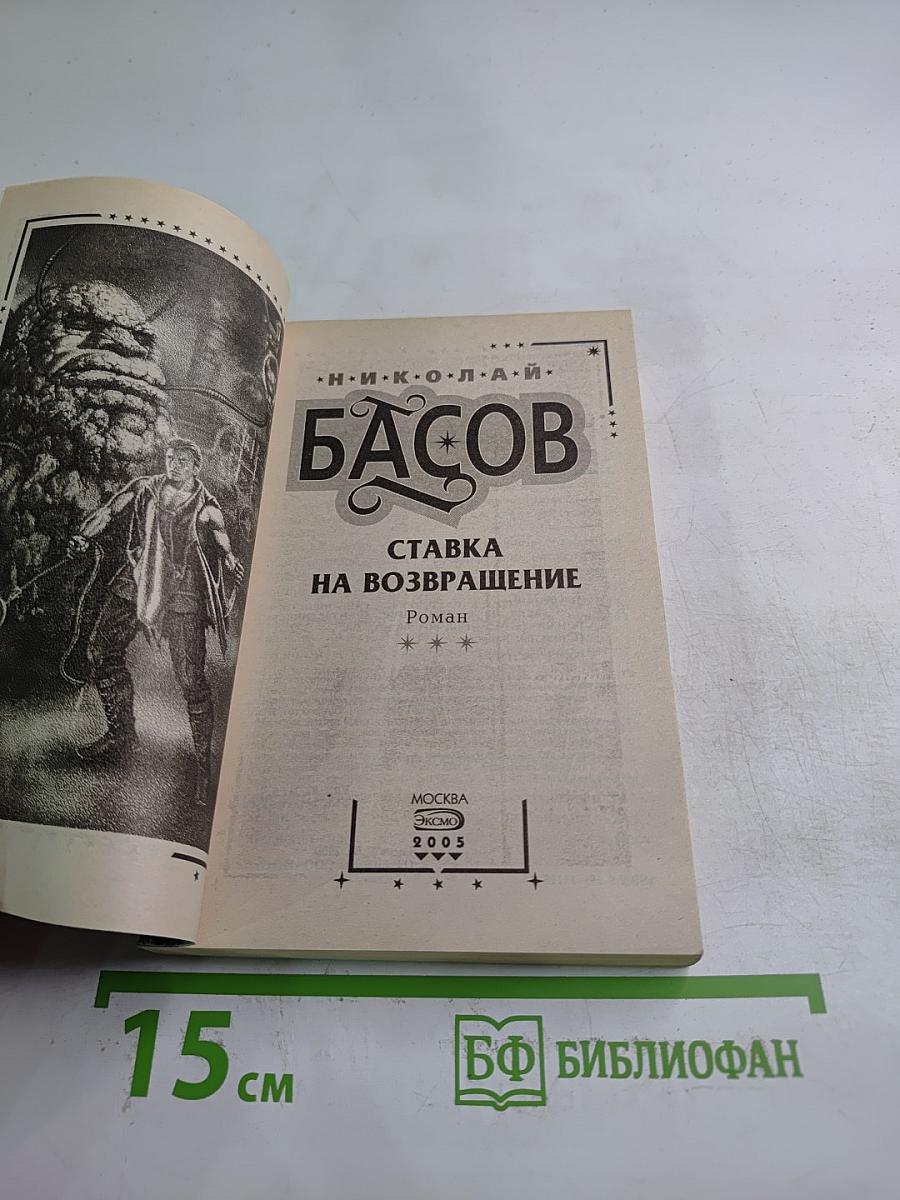 НИКОЛАЙ
БАСОВ
СТАВКА
НА ВОЗВРАЩЕНИЕ
Роман
МОСКВА
ЭКСМО
2005
15 см
БФ БИБЛИОФАН